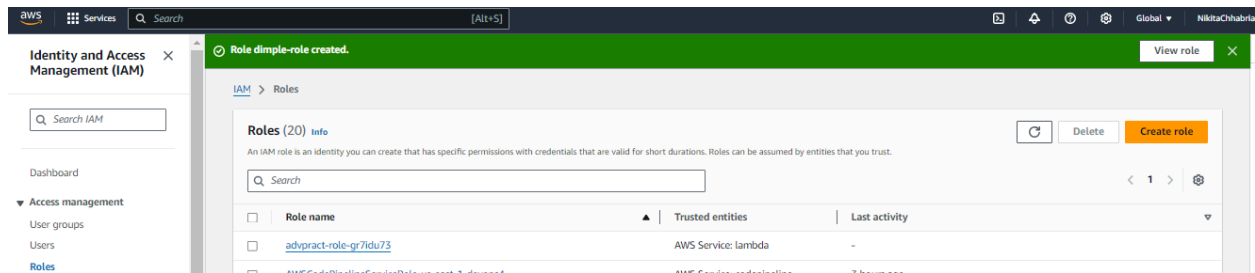 aws Services Search [Alt+S] Global NikitaChhabria
Identity and Access Management (IAM)
Search IAM
Dashboard
Access management
User groups
Users
Roles
Role dimple-role created. View role
IAM > Roles
Roles (20) Info Delete Create role
An IAM role is an identity you can create that has specific permissions with credentials that are valid for short durations. Roles can be assumed by entities that you trust.
Search 1
Role name Trusted entities Last activity
advpract-role-gr7idu73 AWS Service: lambda -